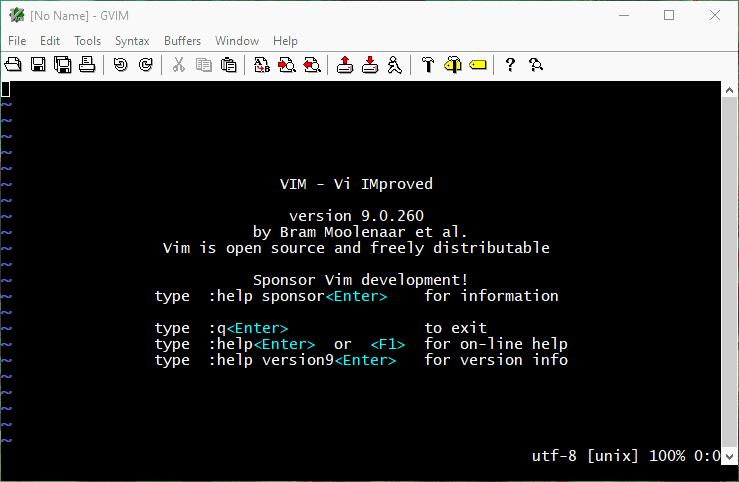 [No Name] - GVIM
File Edit Tools Syntax Buffers Window Help
~
~
~
~
~
VIM - Vi IMproved
~
~
version 9.0.260
~
by Bram Moolenaar et al.
~
Vim is open source and freely distributable
~
~
Sponsor Vim development!
~
type :help sponsor<Enter> for information
~
~
type :q<Enter> to exit
~
type :help<Enter> or <F1> for on-line help
~
type :help version9<Enter> for version info
~
~
~
~
~
utf-8 [unix] 100% 0:0